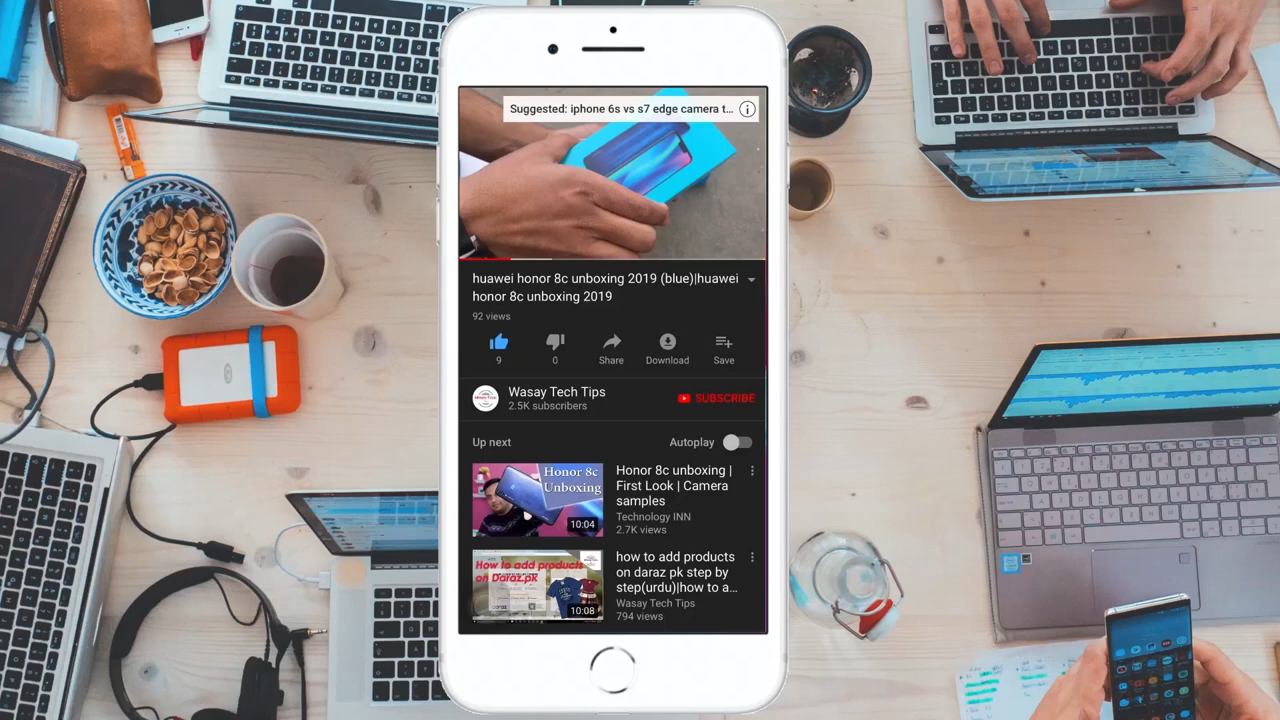 Suggested: iphone 6s vs s7 edge camera t...
huawei honor 8c unboxing 2019 (blue)|huawei
honor 8c unboxing 2019
92 views
9
0
Share
Download
Save
Wasay Tech Tips
2.5K subscribers
SUBSCRIBE
Up next
Autoplay
Honor 8c
Unboxing
10:04
Honor 8c unboxing |
First Look | Camera
samples
Technology INN
2.7K views
How to add products
on Daraz.pk
10:08
how to add products
on daraz pk step by
step(urdu)|how to a...
Wasay Tech Tips
794 views